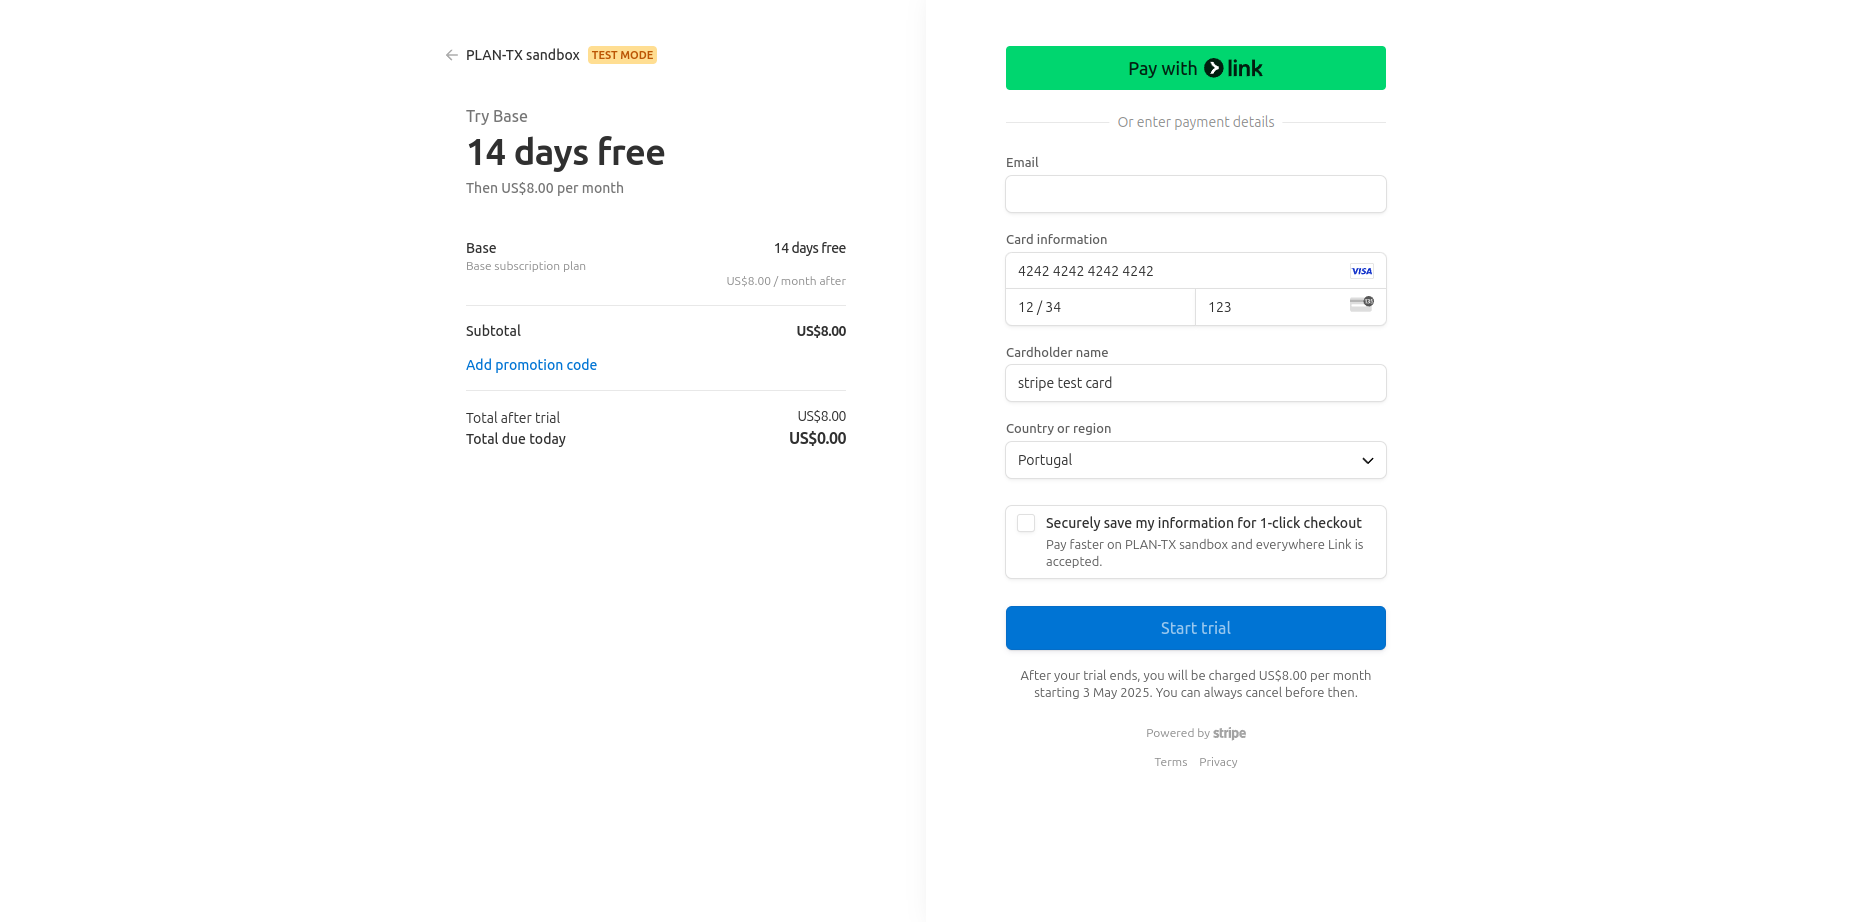 PLAN-TX sandbox TEST MODE
Try Base
14 days free
Then US$8.00 per month
Base 14 days free
Base subscription plan
US$8.00 / month after
Subtotal US$8.00
Add promotion code
Total after trial US$8.00
Total due today US$0.00
Pay with link
Or enter payment details
Email
Card information
4242 4242 4242 4242 VISA
12 / 34 123
Cardholder name
stripe test card
Country or region
Portugal
Securely save my information for 1-click checkout
Pay faster on PLAN-TX sandbox and everywhere Link is
accepted.
Start trial
After your trial ends, you will be charged US$8.00 per month
starting 3 May 2025. You can always cancel before then.
Powered by stripe
Terms Privacy